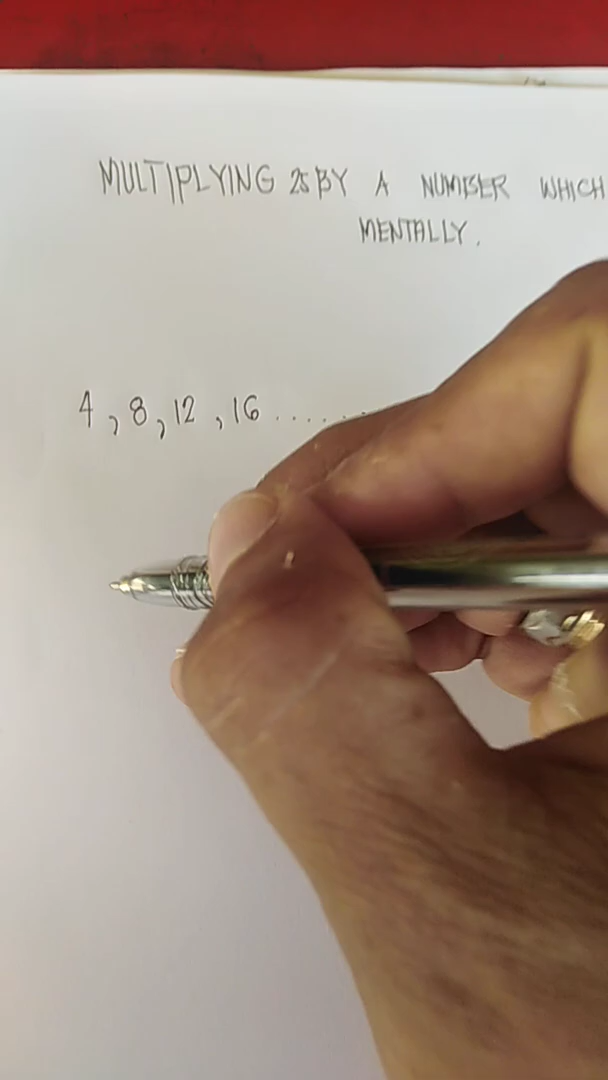 MULTIPLYING 25 BY A NUMBER WHICH
MENTALLY.
4, 8, 12, 16.......